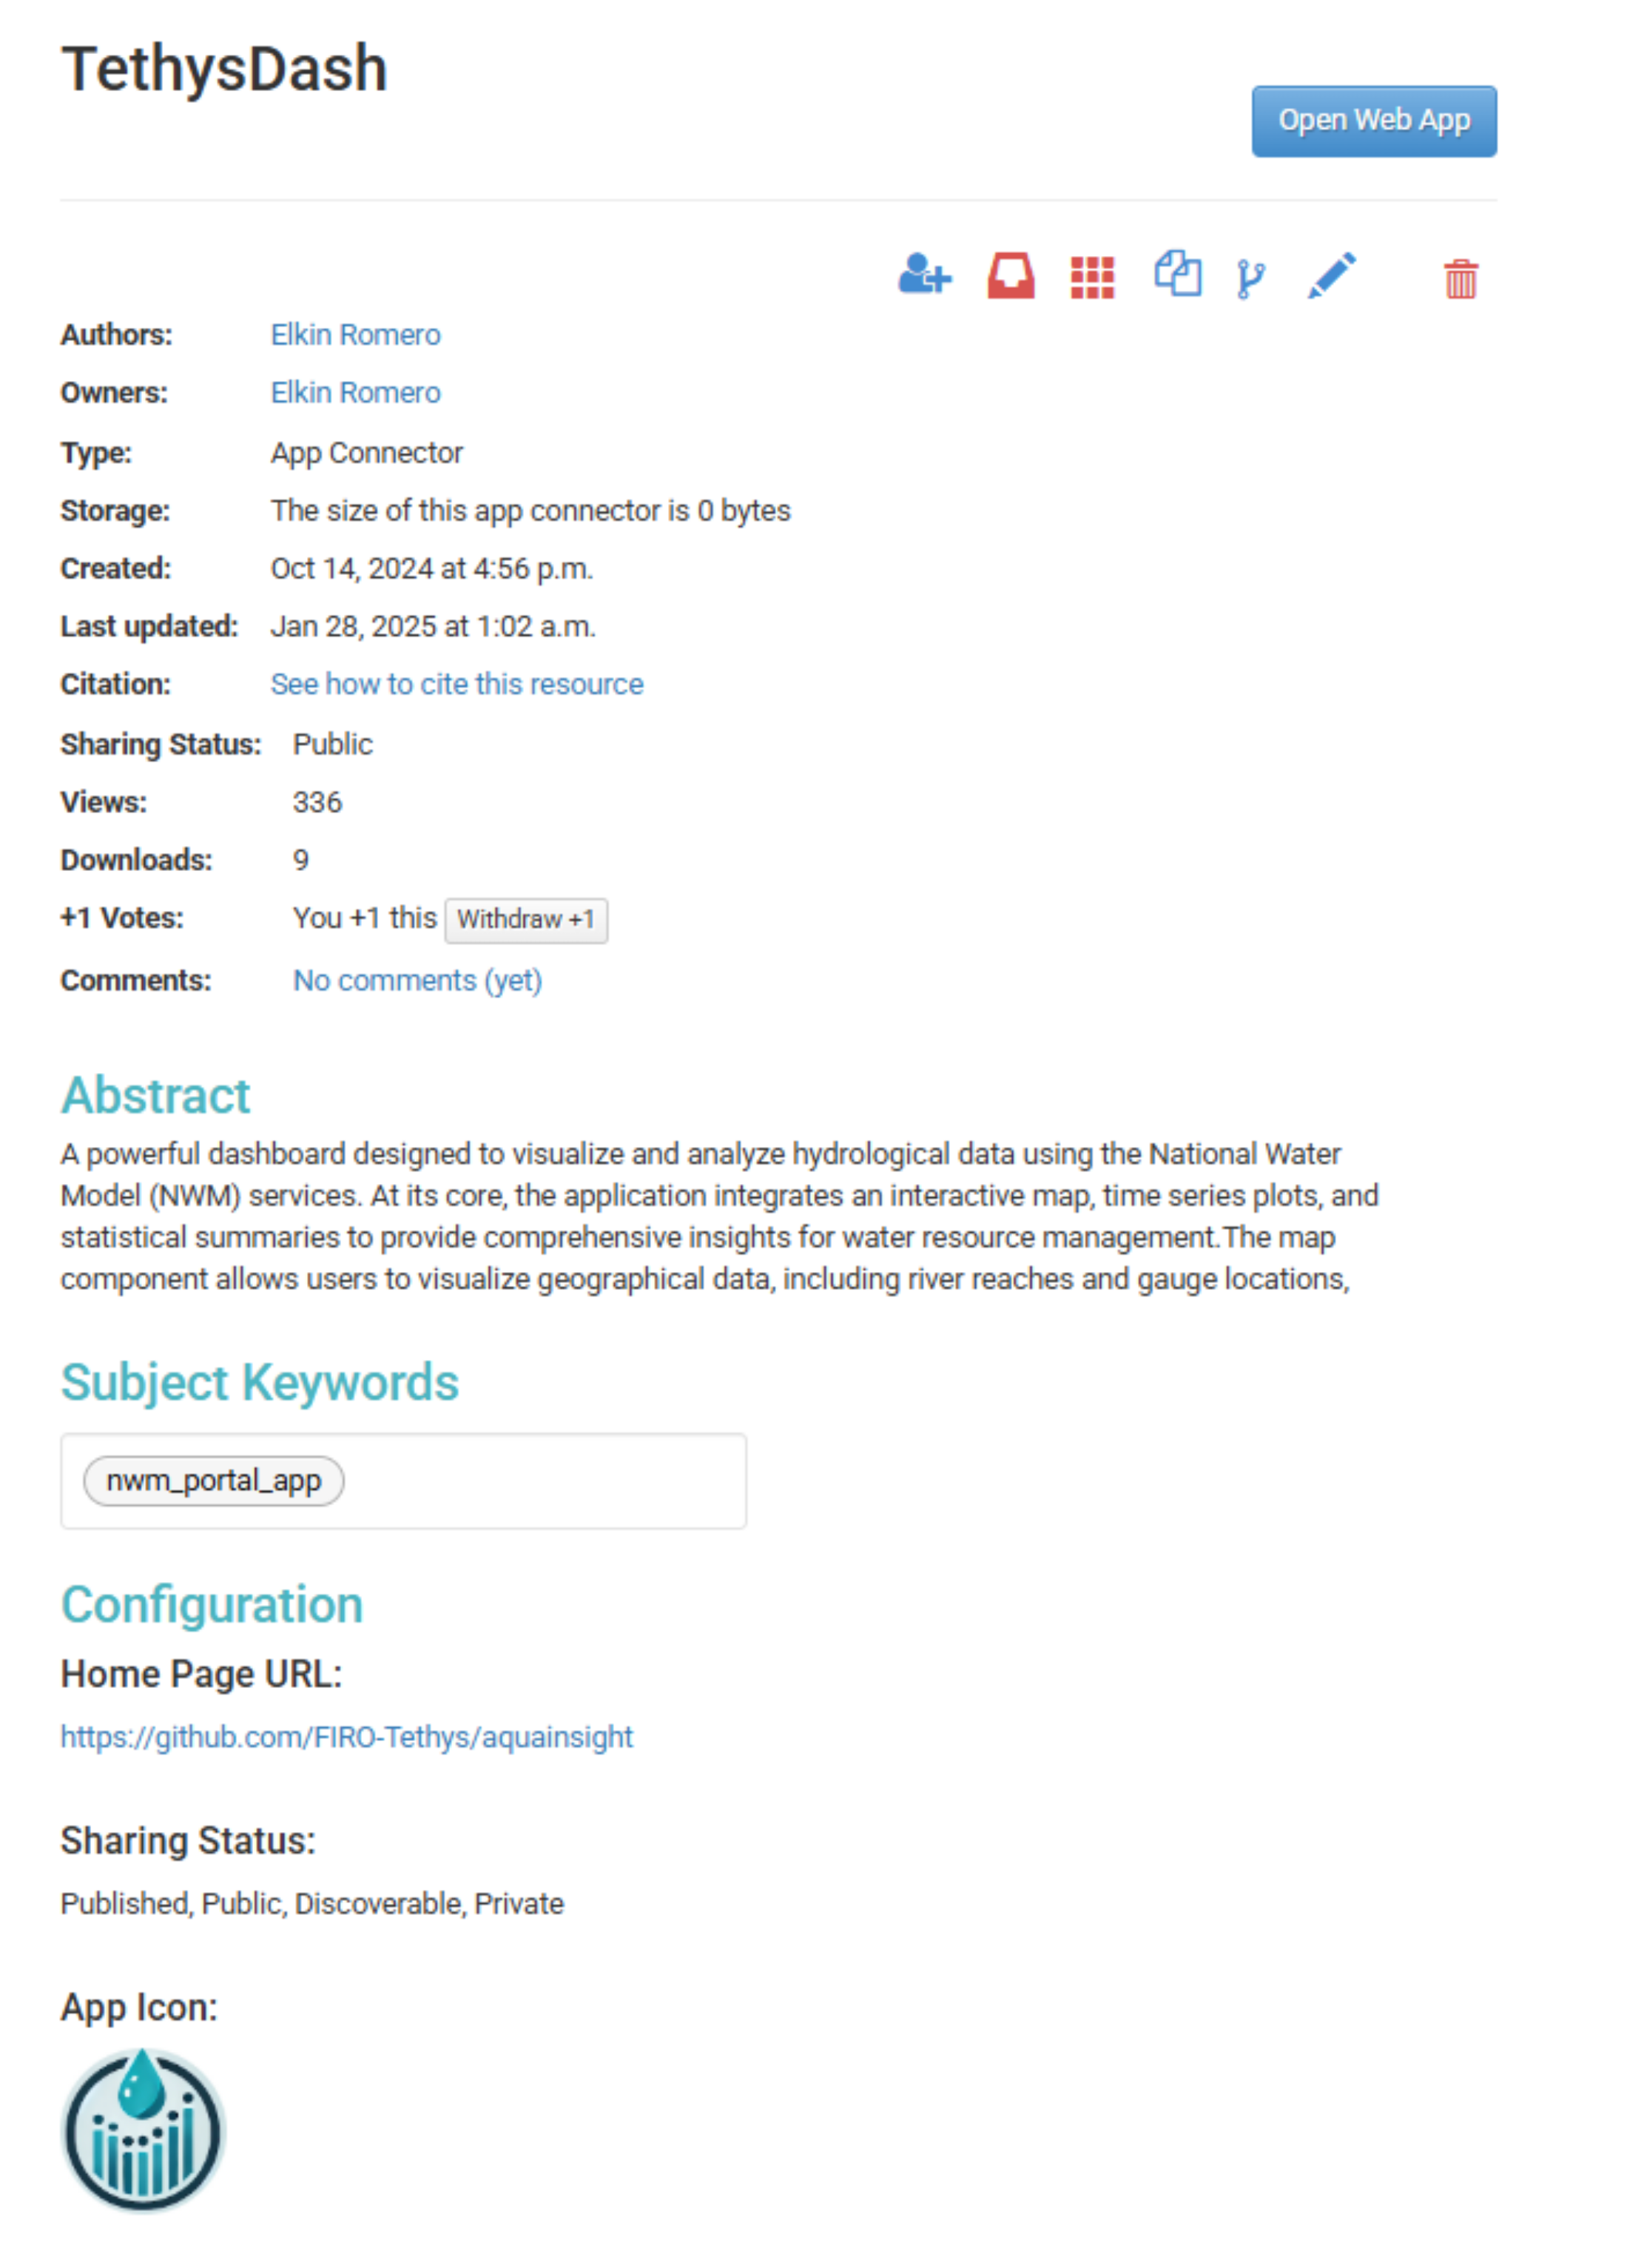 TethysDash
Open Web App
Authors: Elkin Romero
Owners: Elkin Romero
Type: App Connector
Storage: The size of this app connector is 0 bytes
Created: Oct 14, 2024 at 4:56 p.m.
Last updated: Jan 28, 2025 at 1:02 a.m.
Citation: See how to cite this resource
Sharing Status: Public
Views: 336
Downloads: 9
+1 Votes: You +1 this Withdraw +1
Comments: No comments (yet)
Abstract
A powerful dashboard designed to visualize and analyze hydrological data using the National Water
Model (NWM) services. At its core, the application integrates an interactive map, time series plots, and
statistical summaries to provide comprehensive insights for water resource management.The map
component allows users to visualize geographical data, including river reaches and gauge locations,
Subject Keywords
nwm_portal_app
Configuration
Home Page URL:
https://github.com/FIRO-Tethys/aquainsight
Sharing Status:
Published, Public, Discoverable, Private
App Icon: